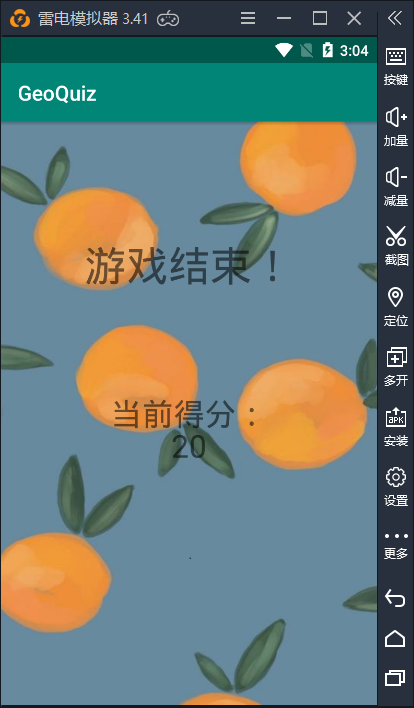 雷电模拟器 3.41
3:04
GeoQuiz
游戏结束！
当前得分：
20
按键
加量
减量
截图
定位
多开
APK
安装
设置
更多